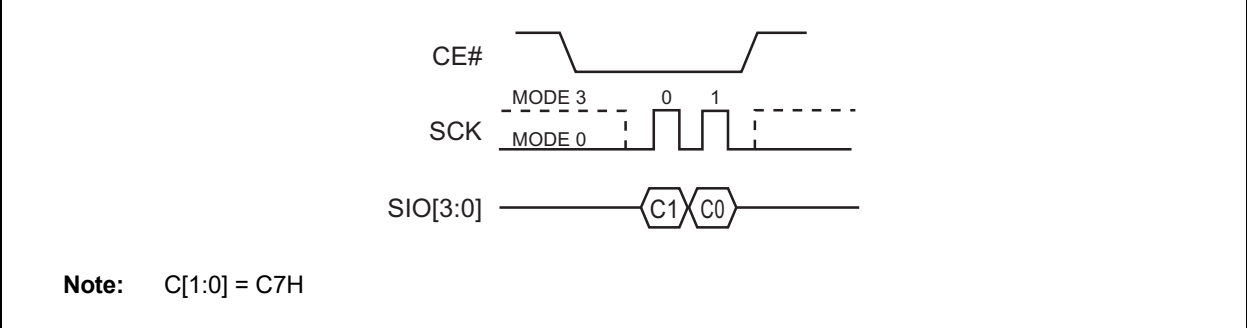 CE#
MODE 3 0 1
SCK
MODE 0
SIO[3:0] C1 C0
Note: C[1:0] = C7H